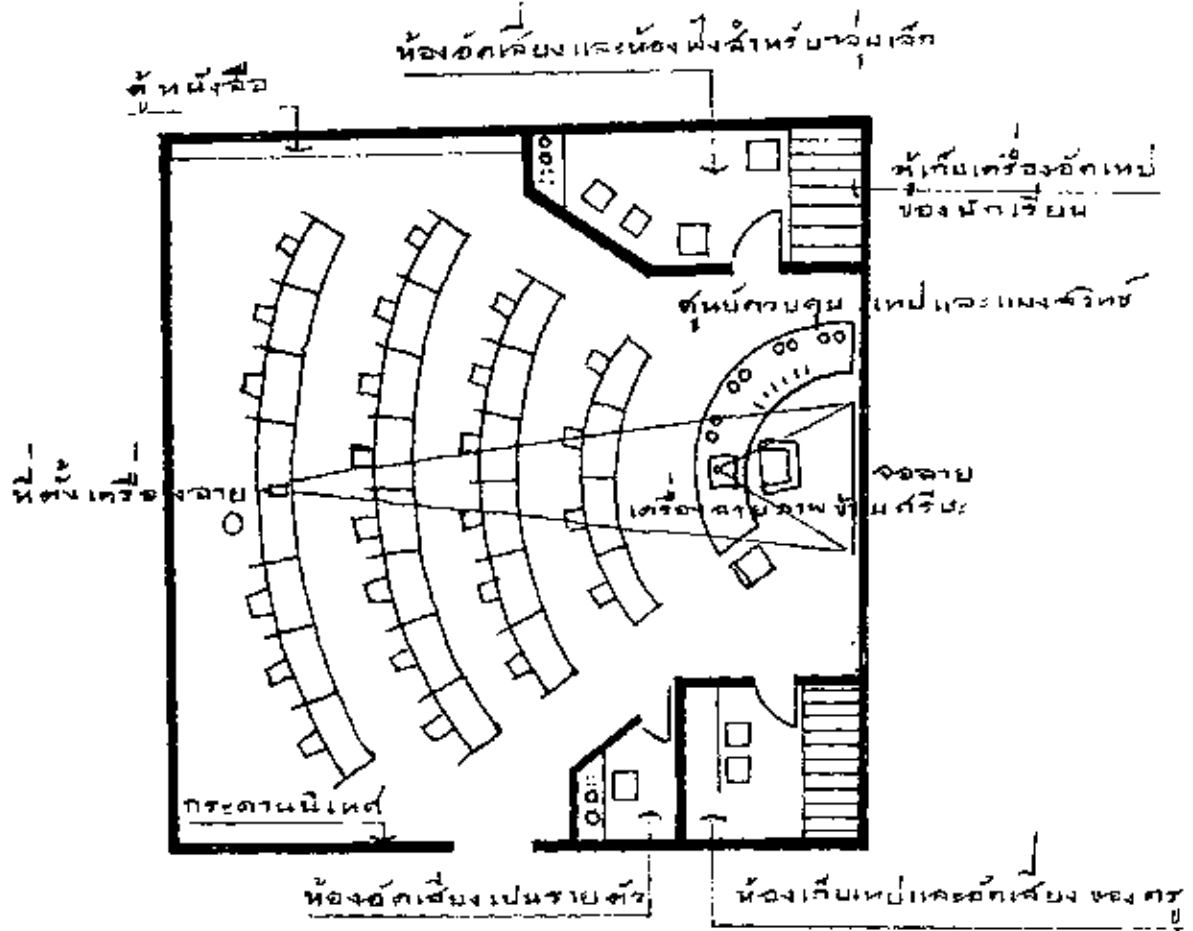 ห้องอัดเสียงและห้องฟังสำหรับกลุ่มเล็ก
ตู้หนังสือ
ที่เก็บเครื่องอัดเทป
ของนักเรียน
ศูนย์ควบคุม เทปและแผงสวิทช์
ที่ตั้งเครื่องฉาย
จอฉาย
เครื่องฉายภาพข้ามศรีษะ
กระดานนิเทศ
ห้องอัดเสียงเป็นรายตัว
ห้องเก็บเทปและอัดเสียงของครู